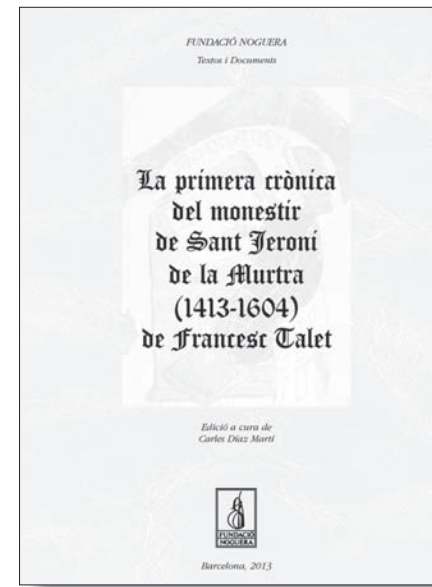 FUNDACIÓ NOGUERA
Textos i Documents
La primera crònica
del monestir
de Sant Jeroni
de la Murtra
(1413-1604)
de Francesc Talet
Edició a cura de
Carles Díaz Martí
FUNDACIÓ
NOGUERA
Barcelona, 2013